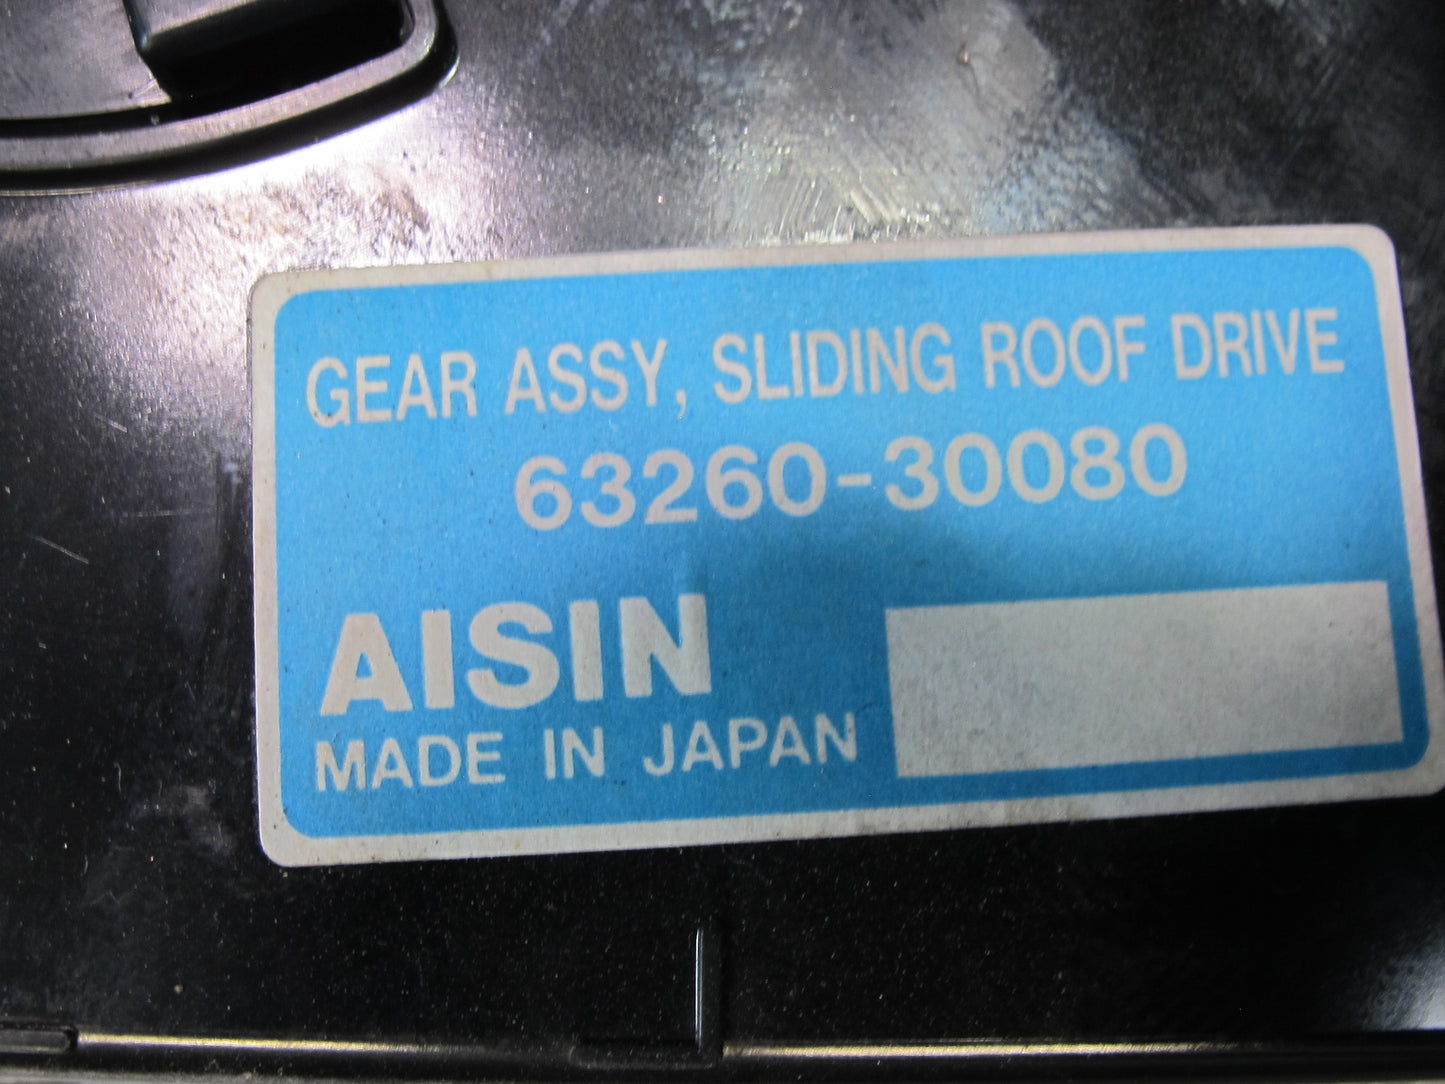 GEAR ASSY, SLIDING ROOF DRIVE
63260-30080
AISIN
MADE IN JAPAN